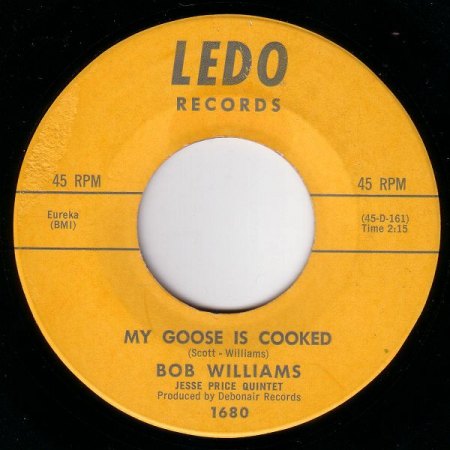 LEDO
RECORDS
45 RPM
45 RPM
Eureka
(BMI)
(45-D-161)
Time 2:15
MY GOOSE IS COOKED
(Scott - Williams)
BOB WILLIAMS
JESSE PRICE QUINTET
Produced by Debonair Records
1680